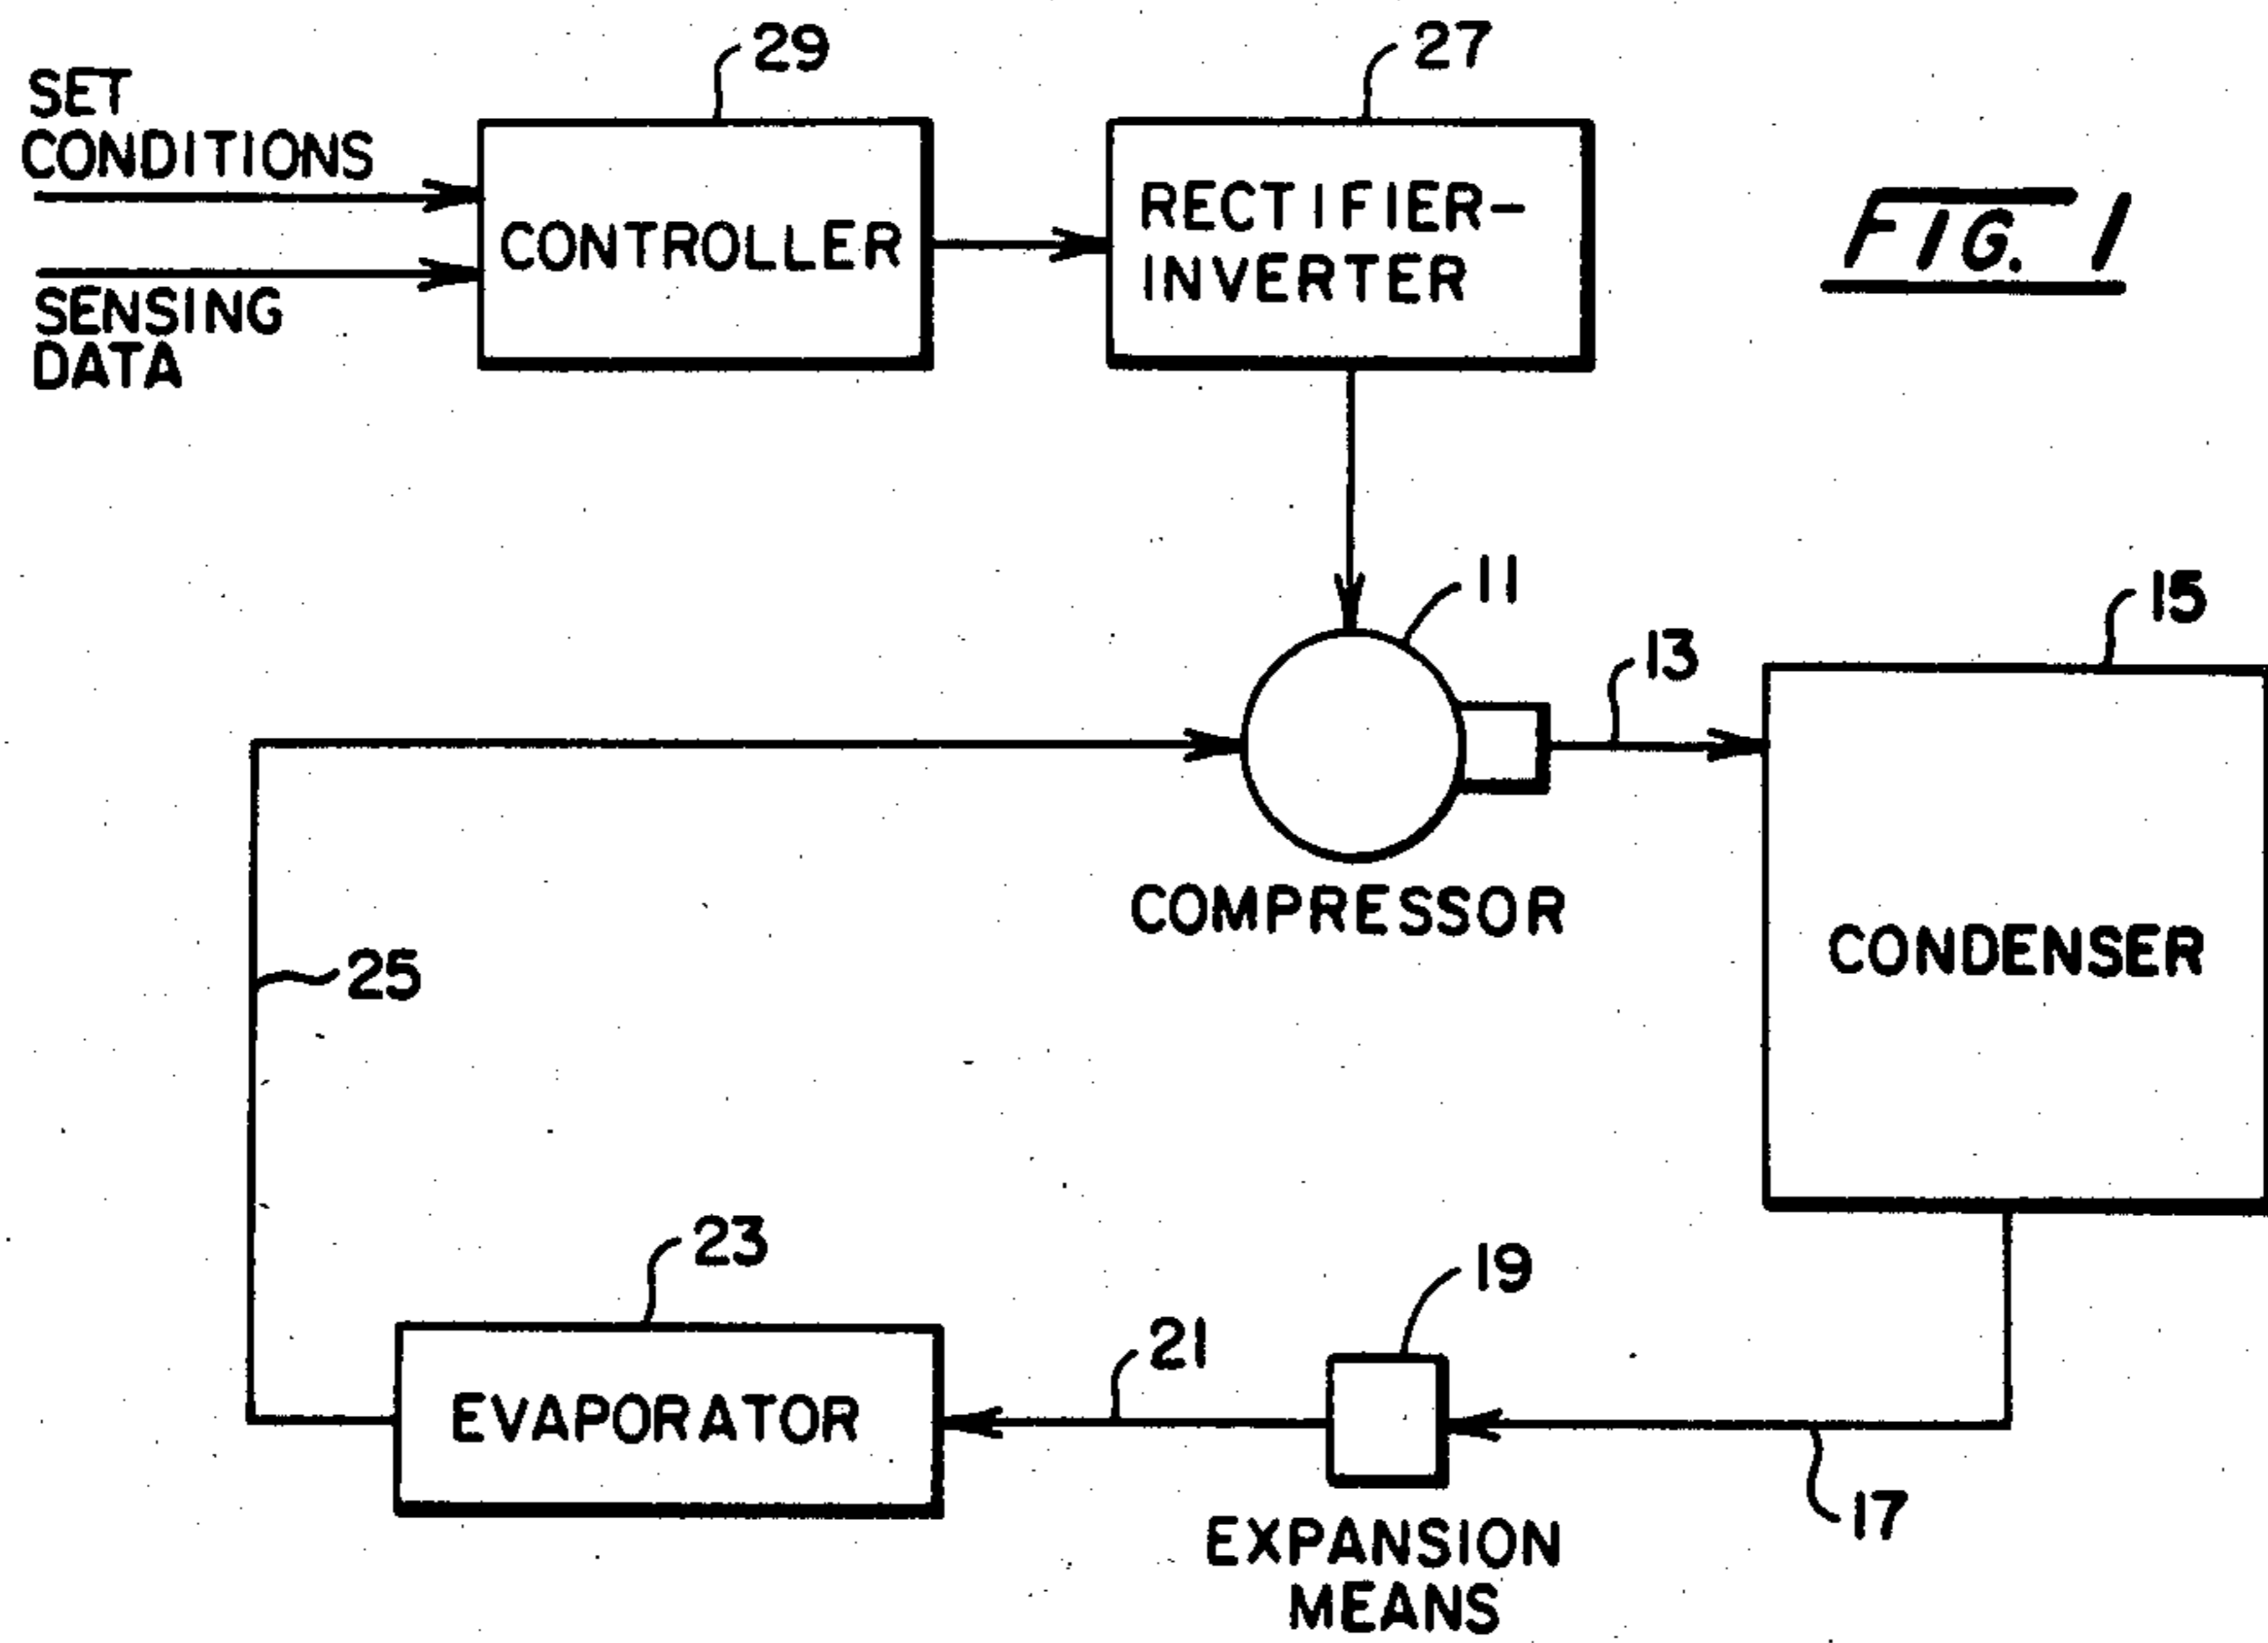 29
27
SET
CONDITIONS
CONTROLLER
RECTIFIER-
INVERTER
FIG. 1
SENSING
DATA
11
15
13
COMPRESSOR
CONDENSER
25
23
19
21
EVAPORATOR
17
EXPANSION
MEANS